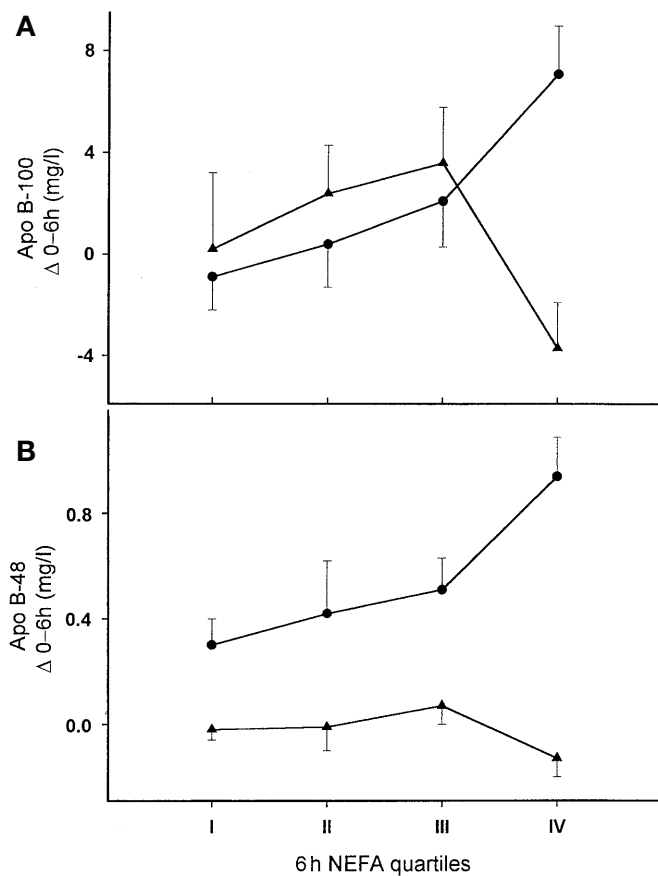 A
Apo B-100
Δ 0–6h (mg/l)
8
4
0
-4
B
Apo B-48
Δ 0–6h (mg/l)
0.8
0.4
0.0
I II III IV
6h NEFA quartiles